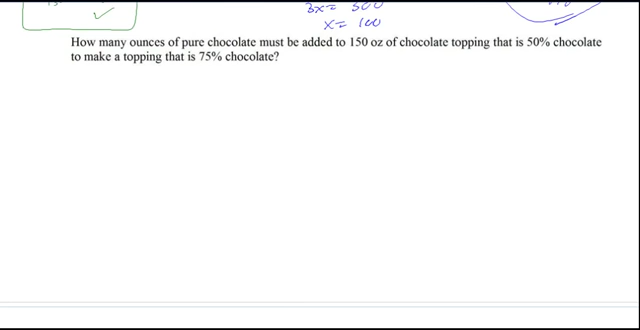 3x = 300
x = 100
How many ounces of pure chocolate must be added to 150 oz of chocolate topping that is 50% chocolate
to make a topping that is 75% chocolate?